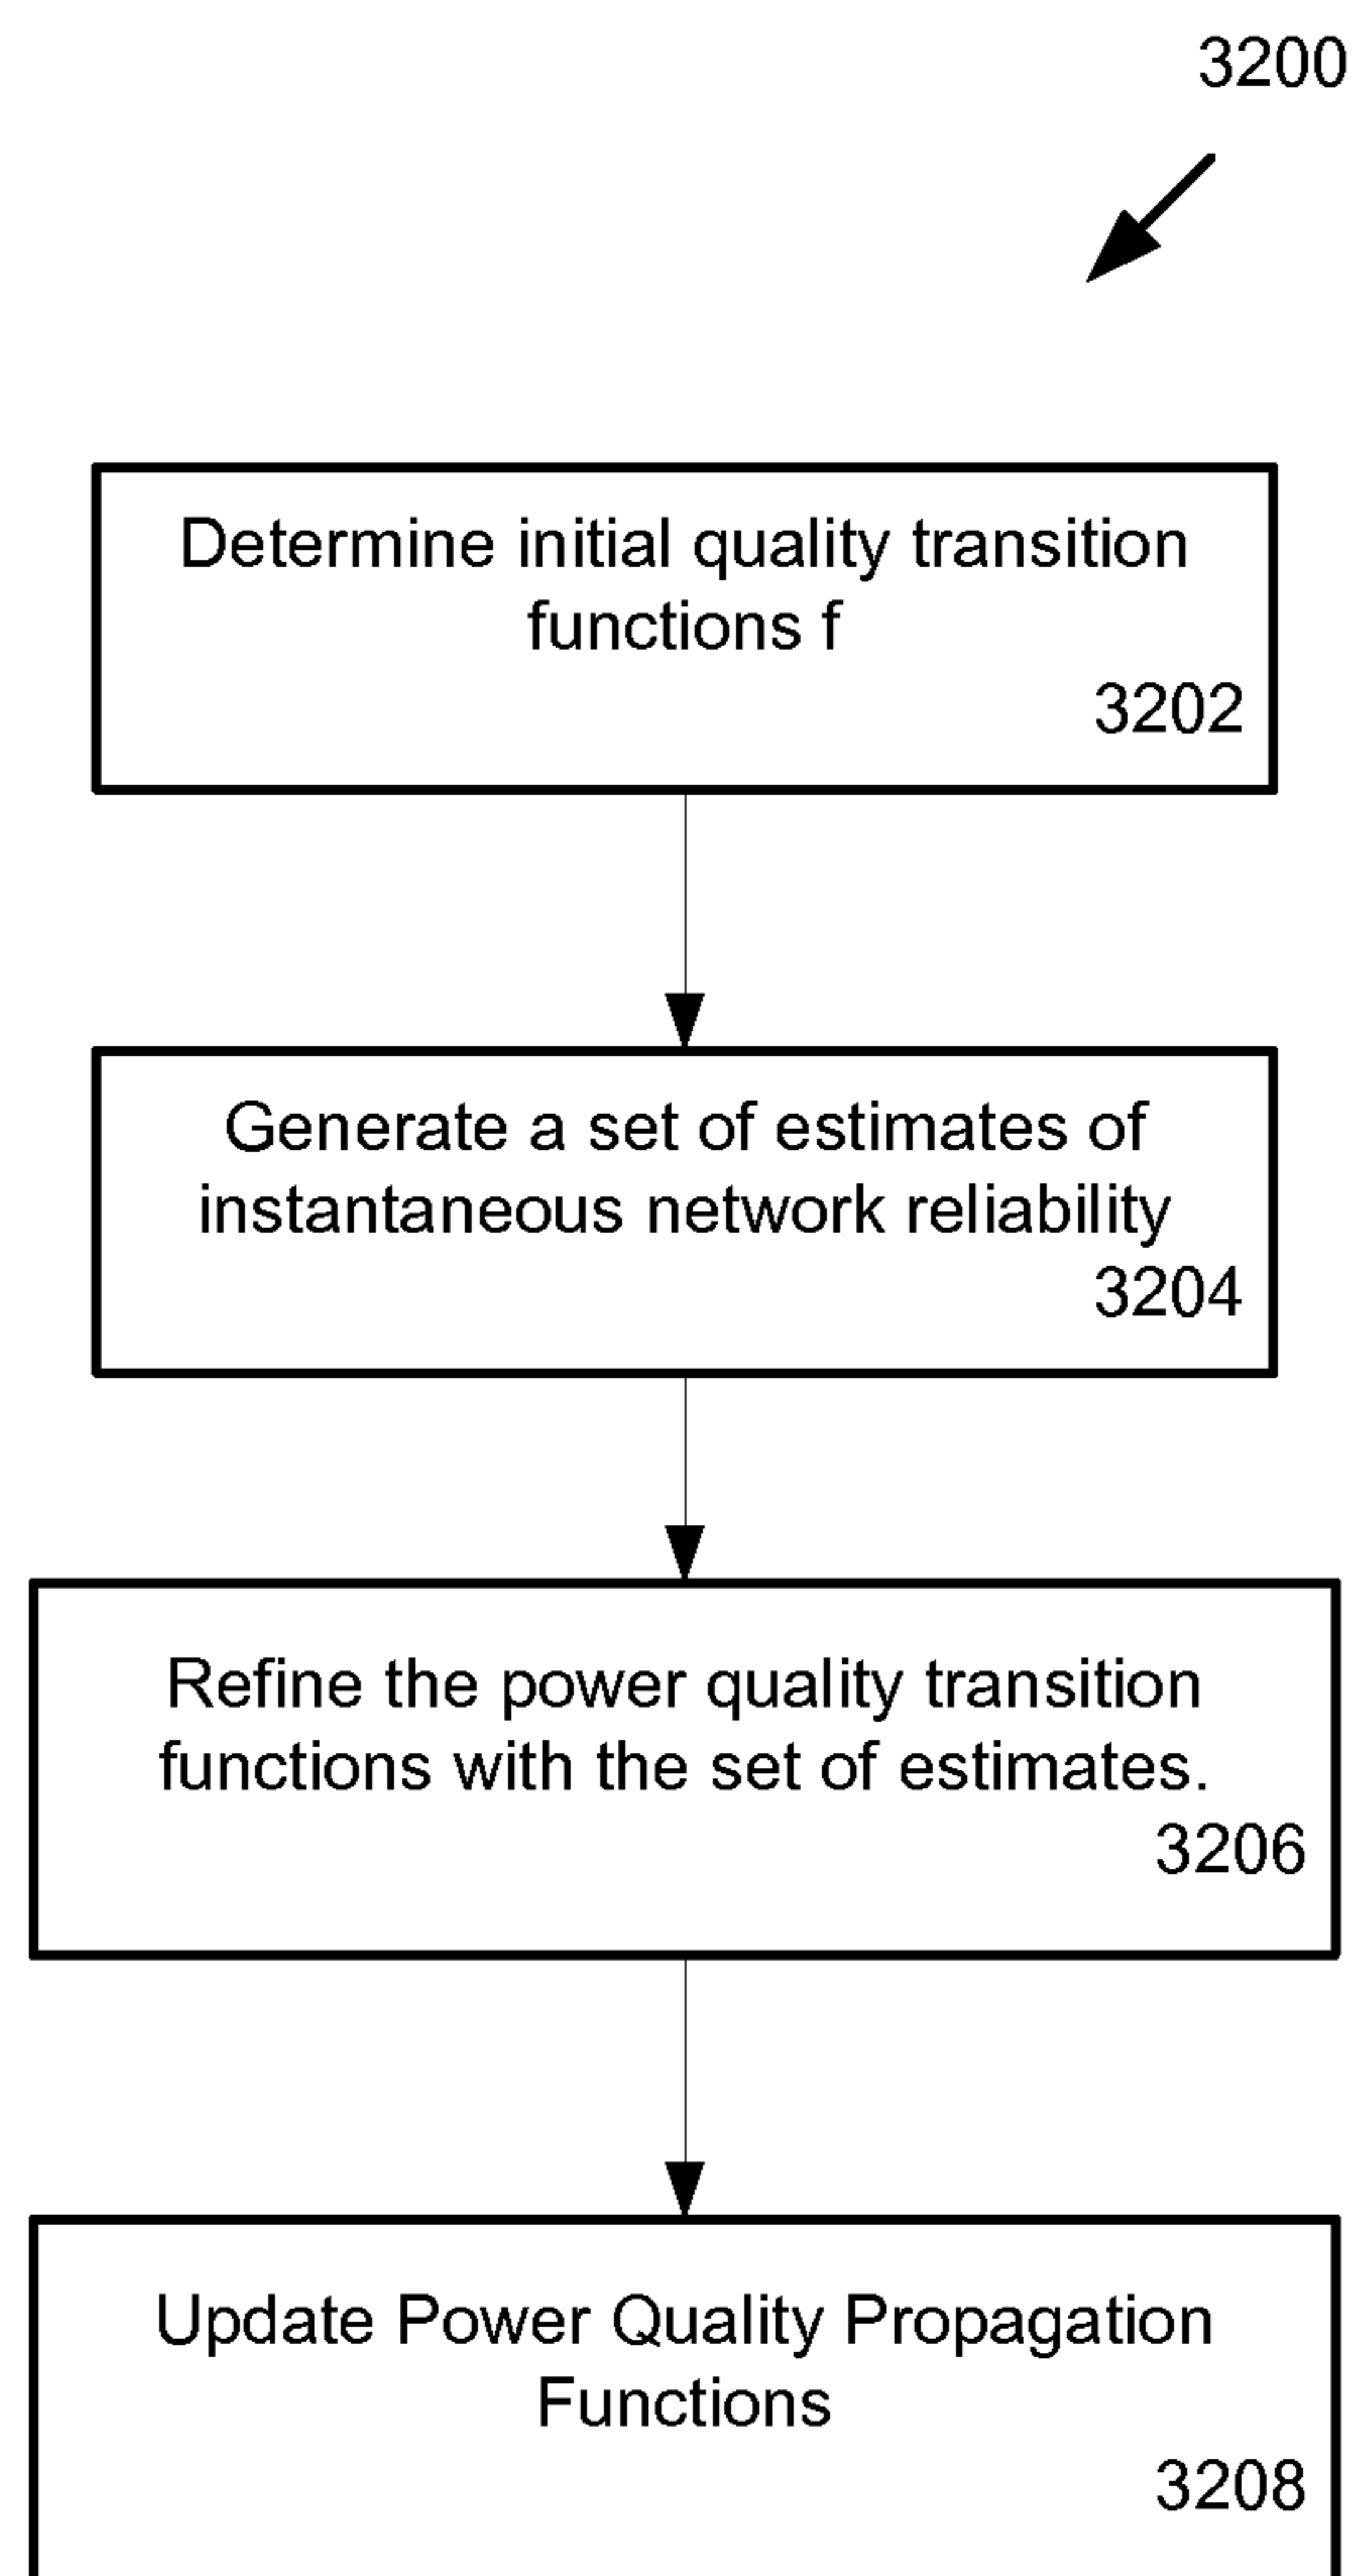 3200
Determine initial quality transition
functions f
3202
Generate a set of estimates of
instantaneous network reliability
3204
Refine the power quality transition
functions with the set of estimates.
3206
Update Power Quality Propagation
Functions
3208